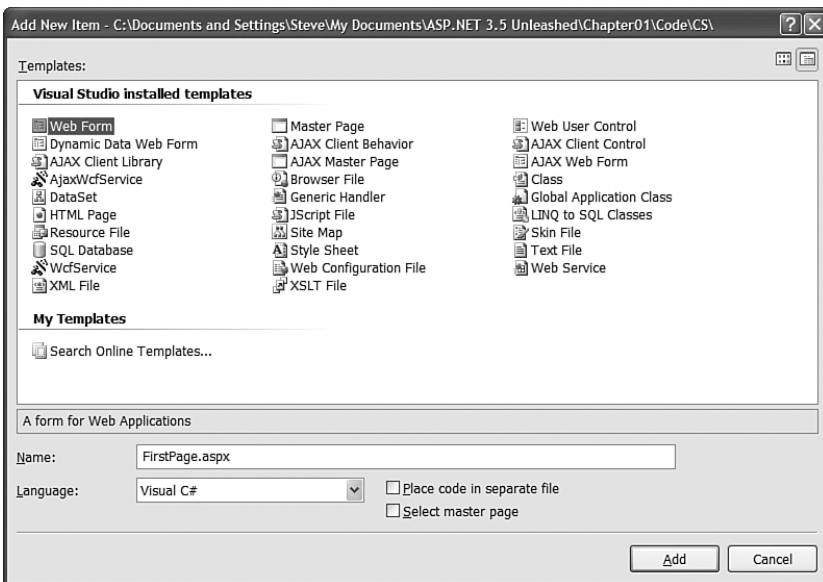 Add New Item - C:\Documents and Settings\Steve\My Documents\ASP.NET 3.5 Unleashed\Chapter01\Code\CS\
Templates:
Visual Studio installed templates
Web Form Master Page Web User Control
Dynamic Data Web Form AJAX Client Behavior AJAX Client Control
AJAX Client Library AJAX Master Page AJAX Web Form
AjaxWcfService Browser File Class
DataSet Generic Handler Global Application Class
HTML Page JScript File LINQ to SQL Classes
Resource File Site Map Skin File
SQL Database Style Sheet Text File
WcfService Web Configuration File Web Service
XML File XSLT File
My Templates
Search Online Templates...
A form for Web Applications
Name: FirstPage.aspx
Language: Visual C# Place code in separate file
Select master page
Add Cancel